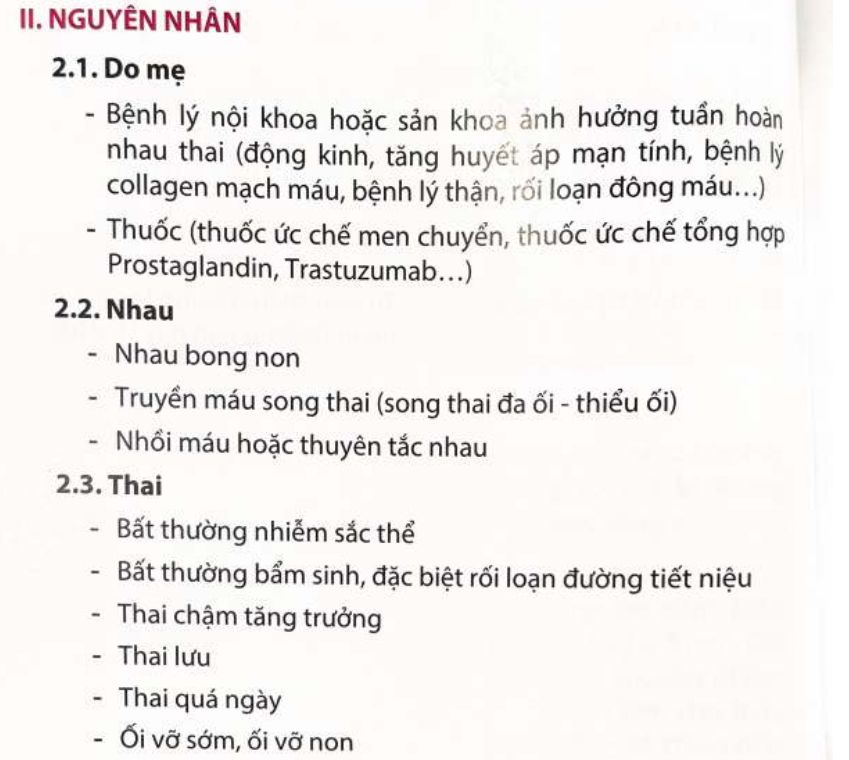 II. NGUYÊN NHÂN
2.1. Do mẹ
- Bệnh lý nội khoa hoặc sản khoa ảnh hưởng tuần hoàn
nhau thai (động kinh, tăng huyết áp mạn tính, bệnh lý
collagen mạch máu, bệnh lý thận, rối loạn đông máu...)
- Thuốc (thuốc ức chế men chuyển, thuốc ức chế tổng hợp
Prostaglandin, Trastuzumab...)
2.2. Nhau
- Nhau bong non
- Truyền máu song thai (song thai đa ối - thiểu ối)
- Nhồi máu hoặc thuyên tắc nhau
2.3. Thai
- Bất thường nhiễm sắc thể
- Bất thường bẩm sinh, đặc biệt rối loạn đường tiết niệu
- Thai chậm tăng trưởng
- Thai lưu
- Thai quá ngày
- Ối vỡ sớm, ối vỡ non